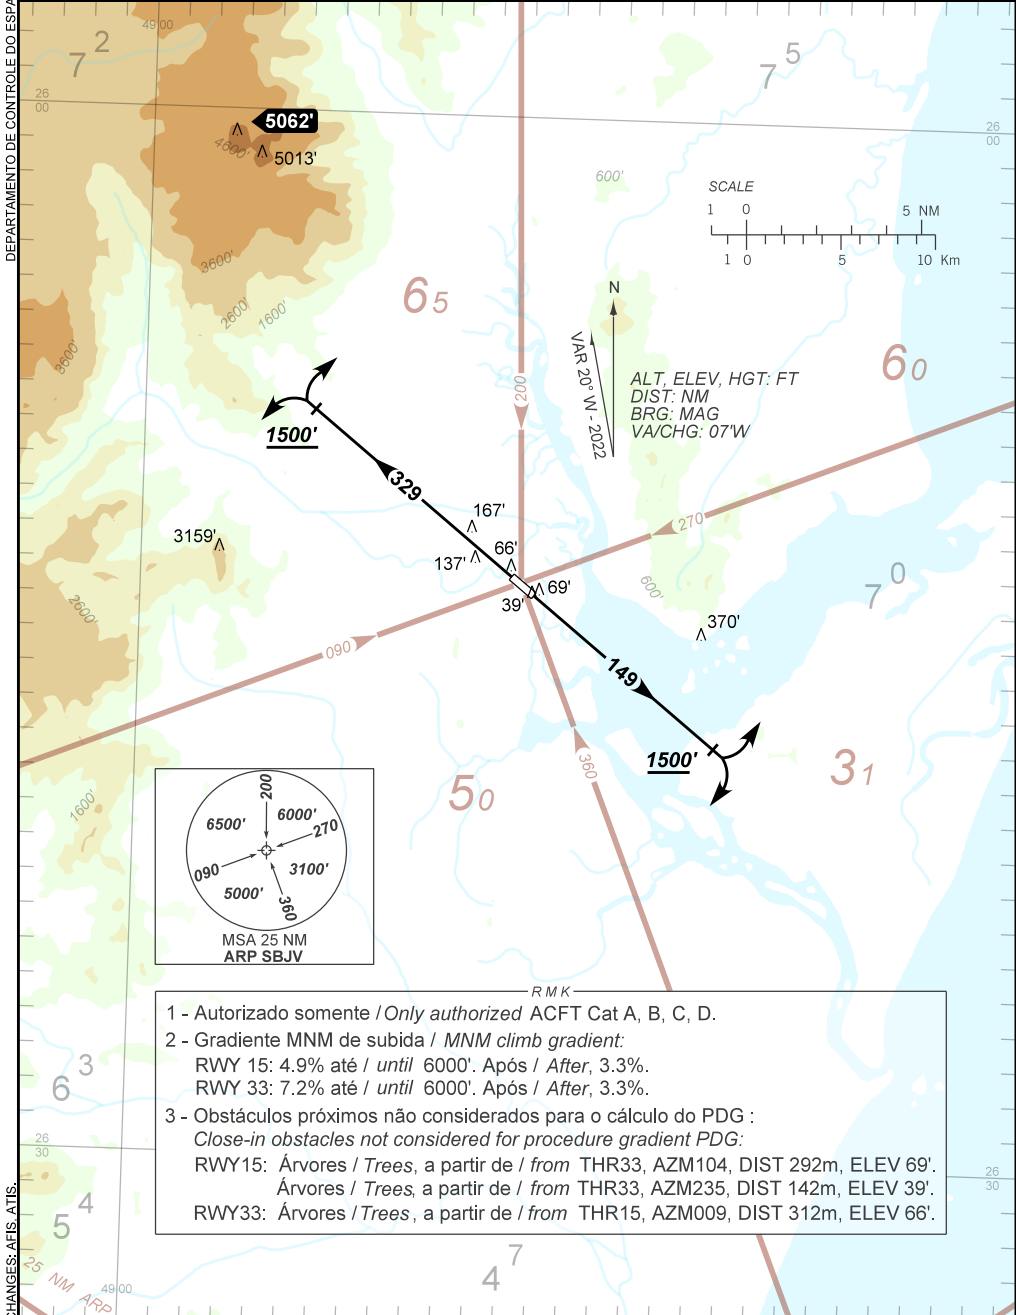 DEPARTAMENTO DE CONTROLE DO ESPA
CHANGES: AFIS, ATIS.
49 00
7 2
7 5
26
00
26
00
5062'
4600'
5013'
600'
SCALE
1 0 5 NM
1 0 5 10 Km
3600'
2600'
1600'
3600'
6 5
N
VAR 20° W - 2022
ALT, ELEV, HGT: FT
DIST: NM
BRG: MAG
VA/CHG: 07'W
6 0
200
1500'
329
167'
270
3159'
137'
66'
69'
39'
600'
7 0
2600'
370'
090
149
1500'
360
3 1
5 0
1600'
200
6500'
6000'
270
090
3100'
5000'
360
MSA 25 NM
ARP SBJV
RMK
1 - Autorizado somente / Only authorized ACFT Cat A, B, C, D.
2 - Gradiente MNM de subida / MNM climb gradient:
RWY 15: 4.9% até / until 6000'. Após / After, 3.3%.
RWY 33: 7.2% até / until 6000'. Após / After, 3.3%.
3 - Obstáculos próximos não considerados para o cálculo do PDG :
Close-in obstacles not considered for procedure gradient PDG:
RWY15: Árvores / Trees, a partir de / from THR33, AZM104, DIST 292m, ELEV 69'.
Árvores / Trees, a partir de / from THR33, AZM235, DIST 142m, ELEV 39'.
RWY33: Árvores / Trees, a partir de / from THR15, AZM009, DIST 312m, ELEV 66'.
6 3
26
30
26
30
5 4
4 7
25 NM ARP
49 00